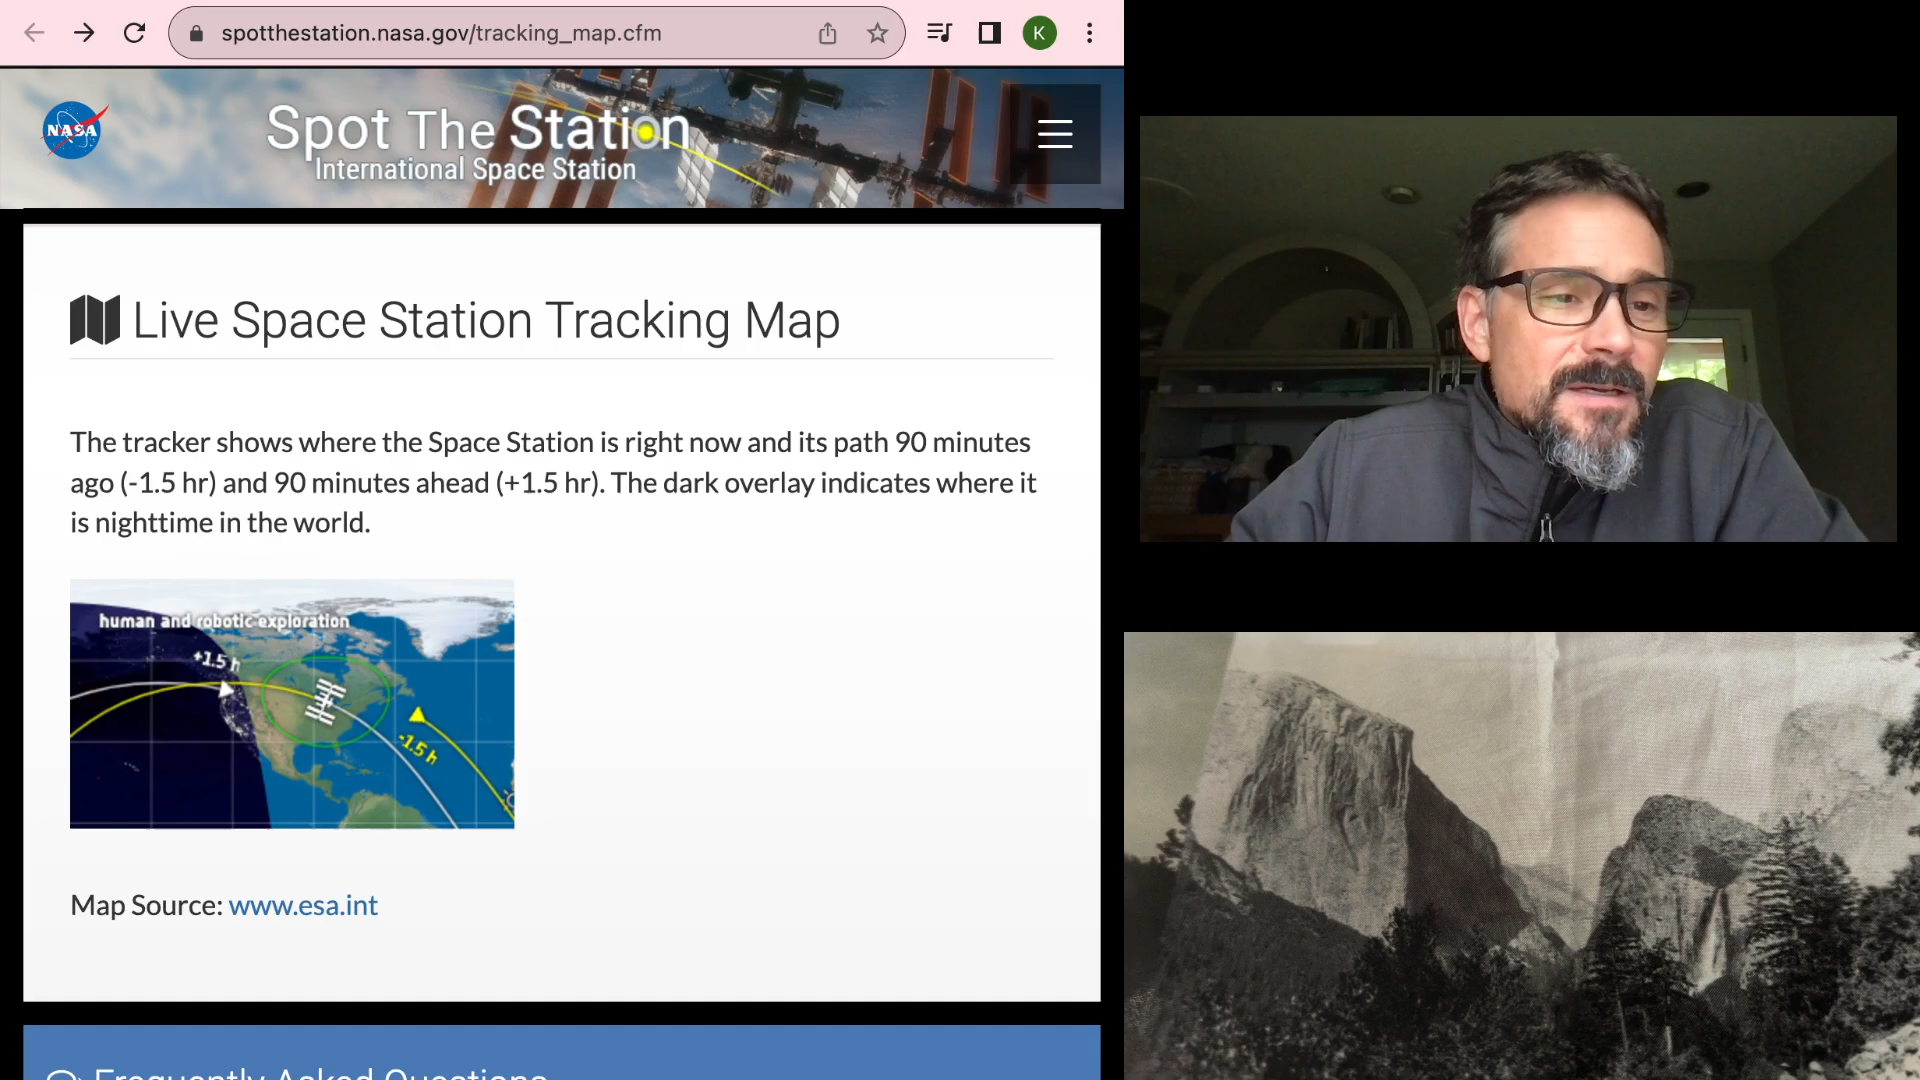 spotthestation.nasa.gov/tracking_map.cfm
K
NASA
Spot The Station
International Space Station
Live Space Station Tracking Map
The tracker shows where the Space Station is right now and its path 90 minutes
ago (-1.5 hr) and 90 minutes ahead (+1.5 hr). The dark overlay indicates where it
is nighttime in the world.
human and robotic exploration
+1.5 h
-1.5 h
Map Source: www.esa.int
Frequently Asked Questions